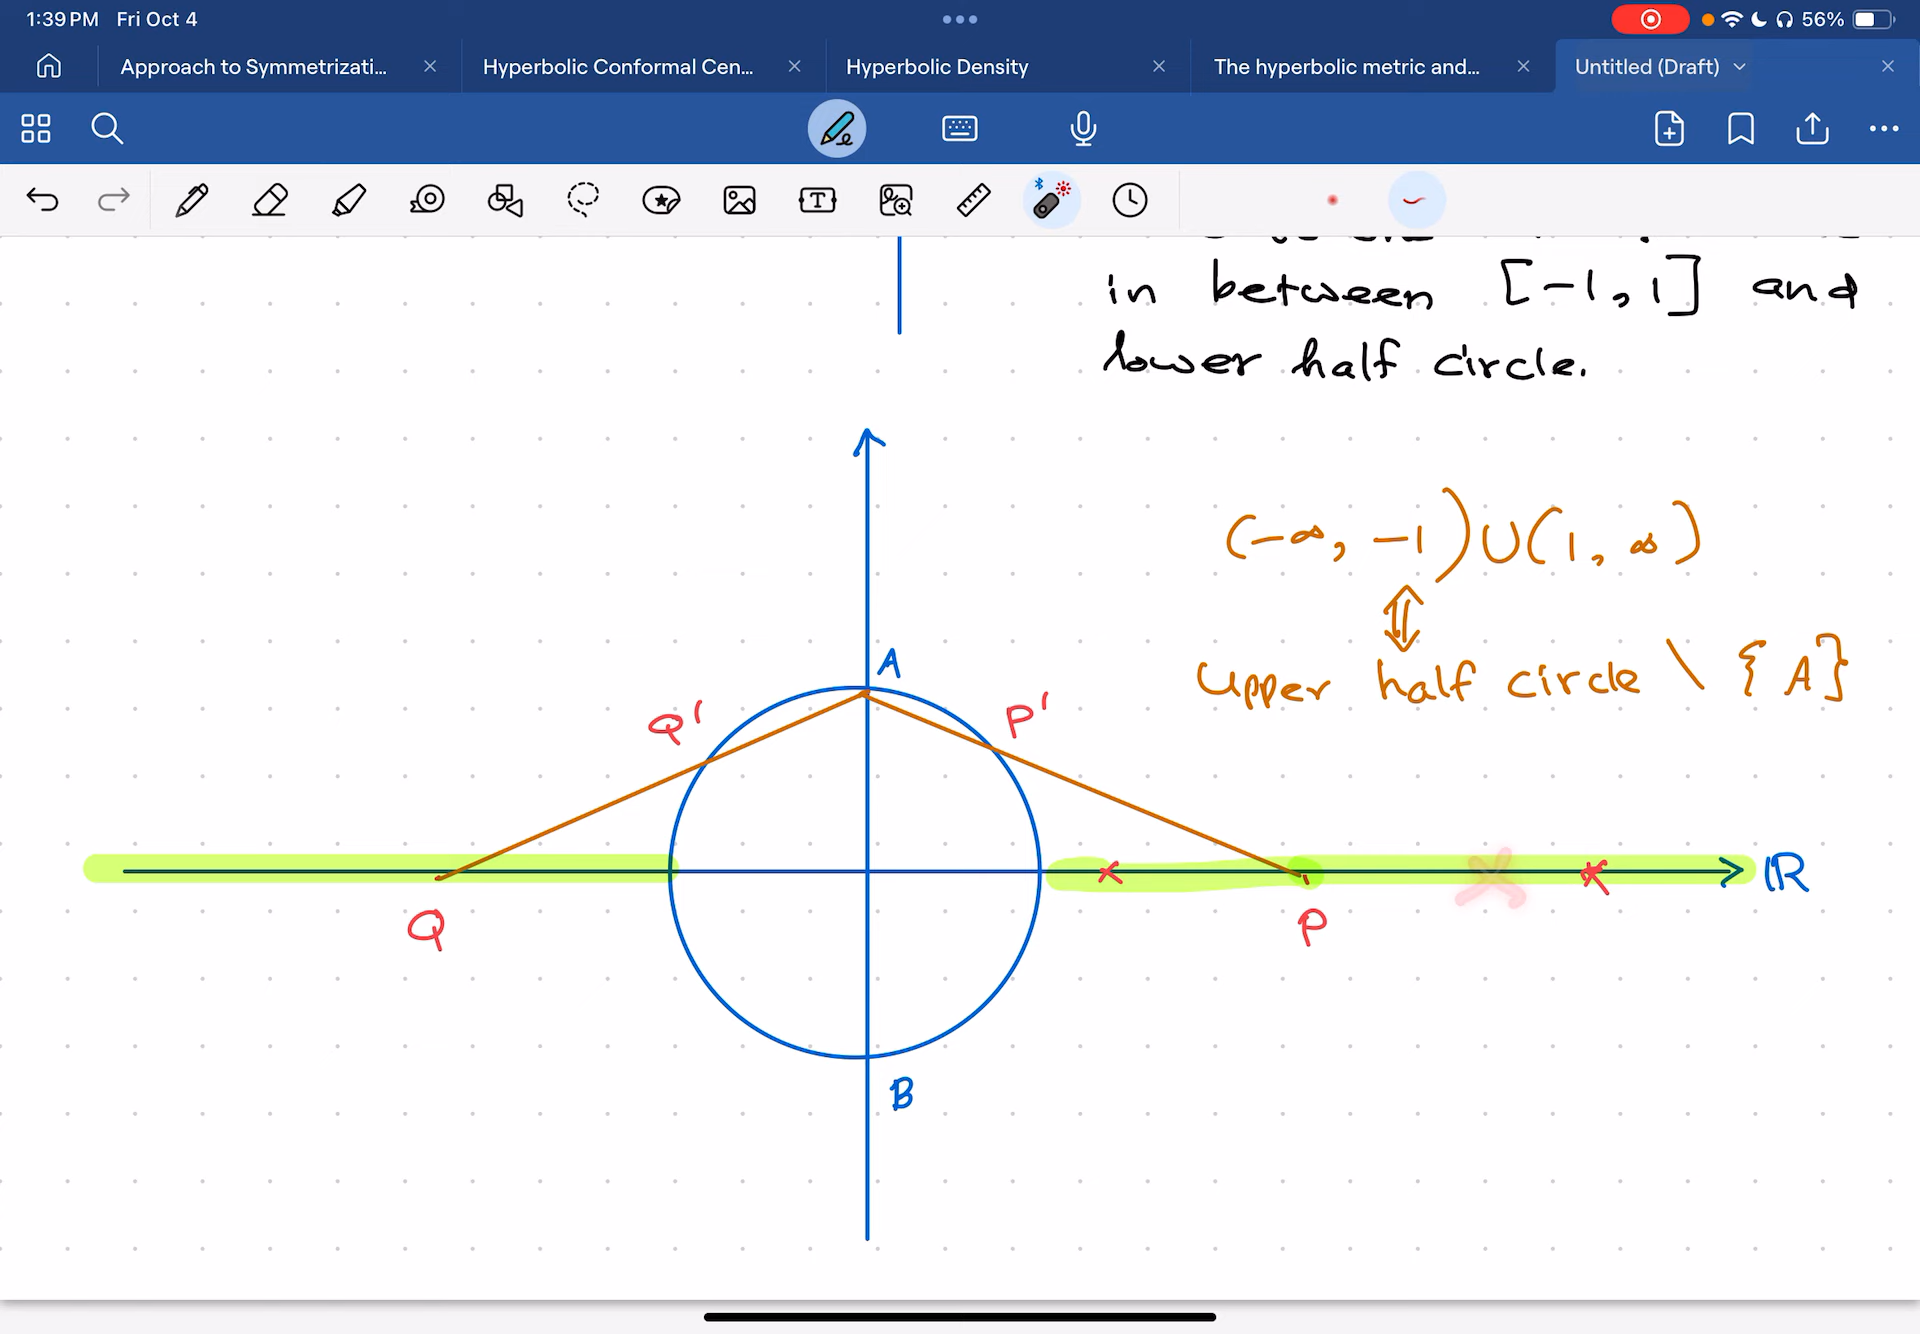 1:39 PM Fri Oct 4
56%
Approach to Symmetrizati...
Hyperbolic Conformal Cen...
Hyperbolic Density
The hyperbolic metric and...
Untitled (Draft)
in between [-1, 1] and
lower half circle.
(-∞, -1) ∪ (1, ∞)
⇕
Upper half circle \ {A}
A
Q' P'
ℝ
Q P
B